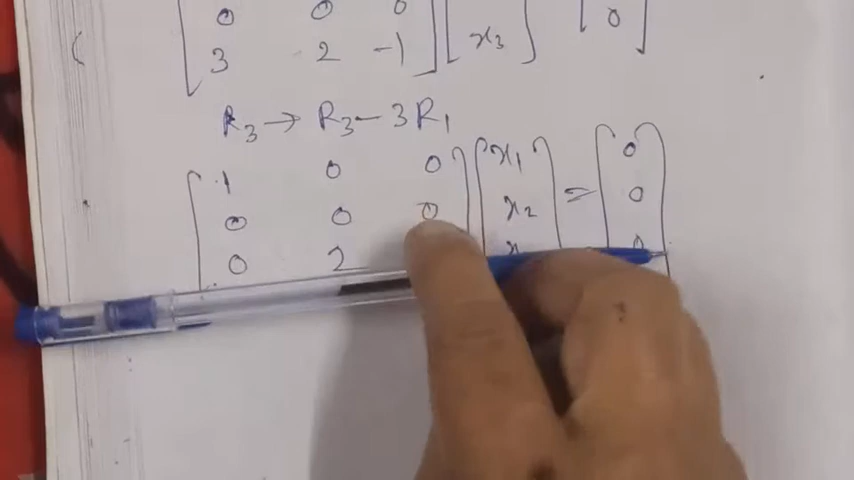 0 0 0 0
3 2 -1 x₃
R₃ → R₃ - 3R₁
1 0 0 x₁ 0
0 0 0 x₂ = 0
0 2 x 0